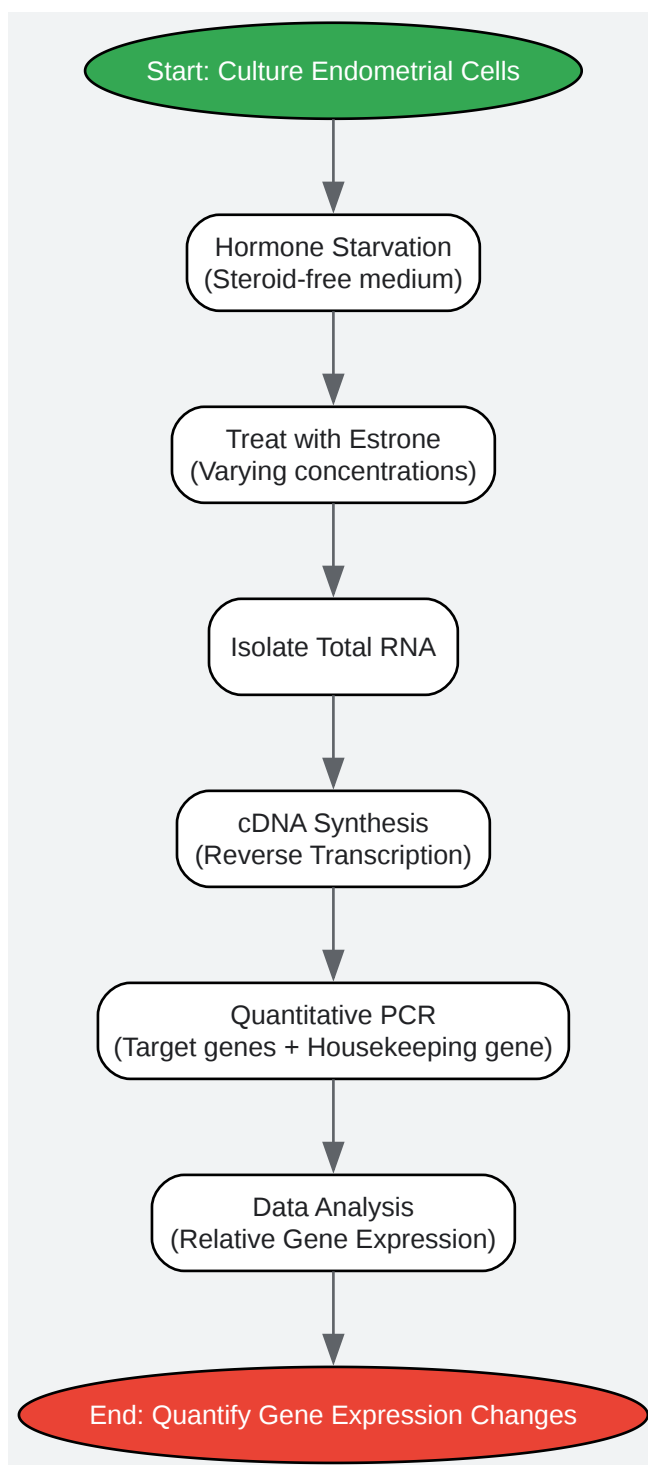 Start: Culture Endometrial Cells
Hormone Starvation
(Steroid-free medium)
Treat with Estrone
(Varying concentrations)
Isolate Total RNA
cDNA Synthesis
(Reverse Transcription)
Quantitative PCR
(Target genes + Housekeeping gene)
Data Analysis
(Relative Gene Expression)
End: Quantify Gene Expression Changes